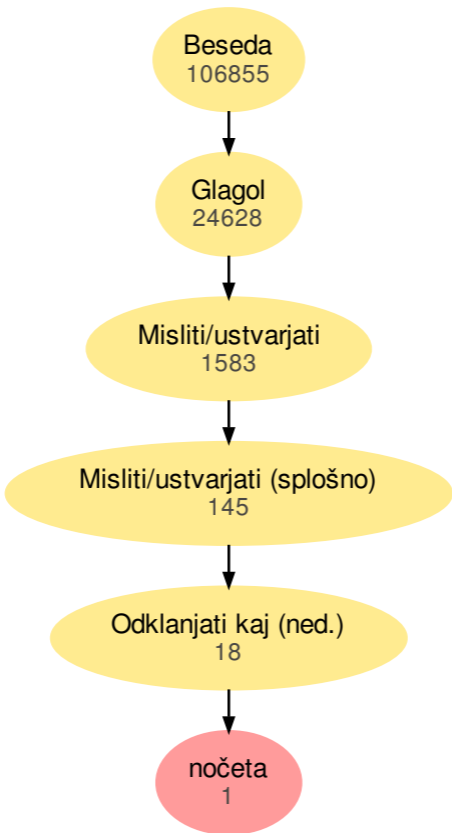 Beseda
106855
Glagol
24628
Misliti/ustvarjati
1583
Misliti/ustvarjati (splošno)
145
Odklanjati kaj (ned.)
18
nočeta
1